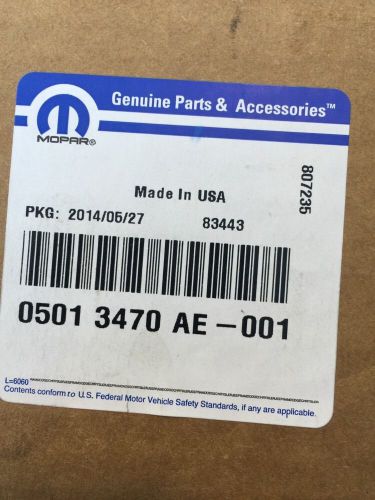 Genuine Parts & Accessories™
MOPAR®
Made In USA
807235
PKG: 2014/05/27 83443
0501 3470 AE-001
L=6060
Contents conform to U.S. Federal Motor Vehicle Safety Standards, if any are applicable.